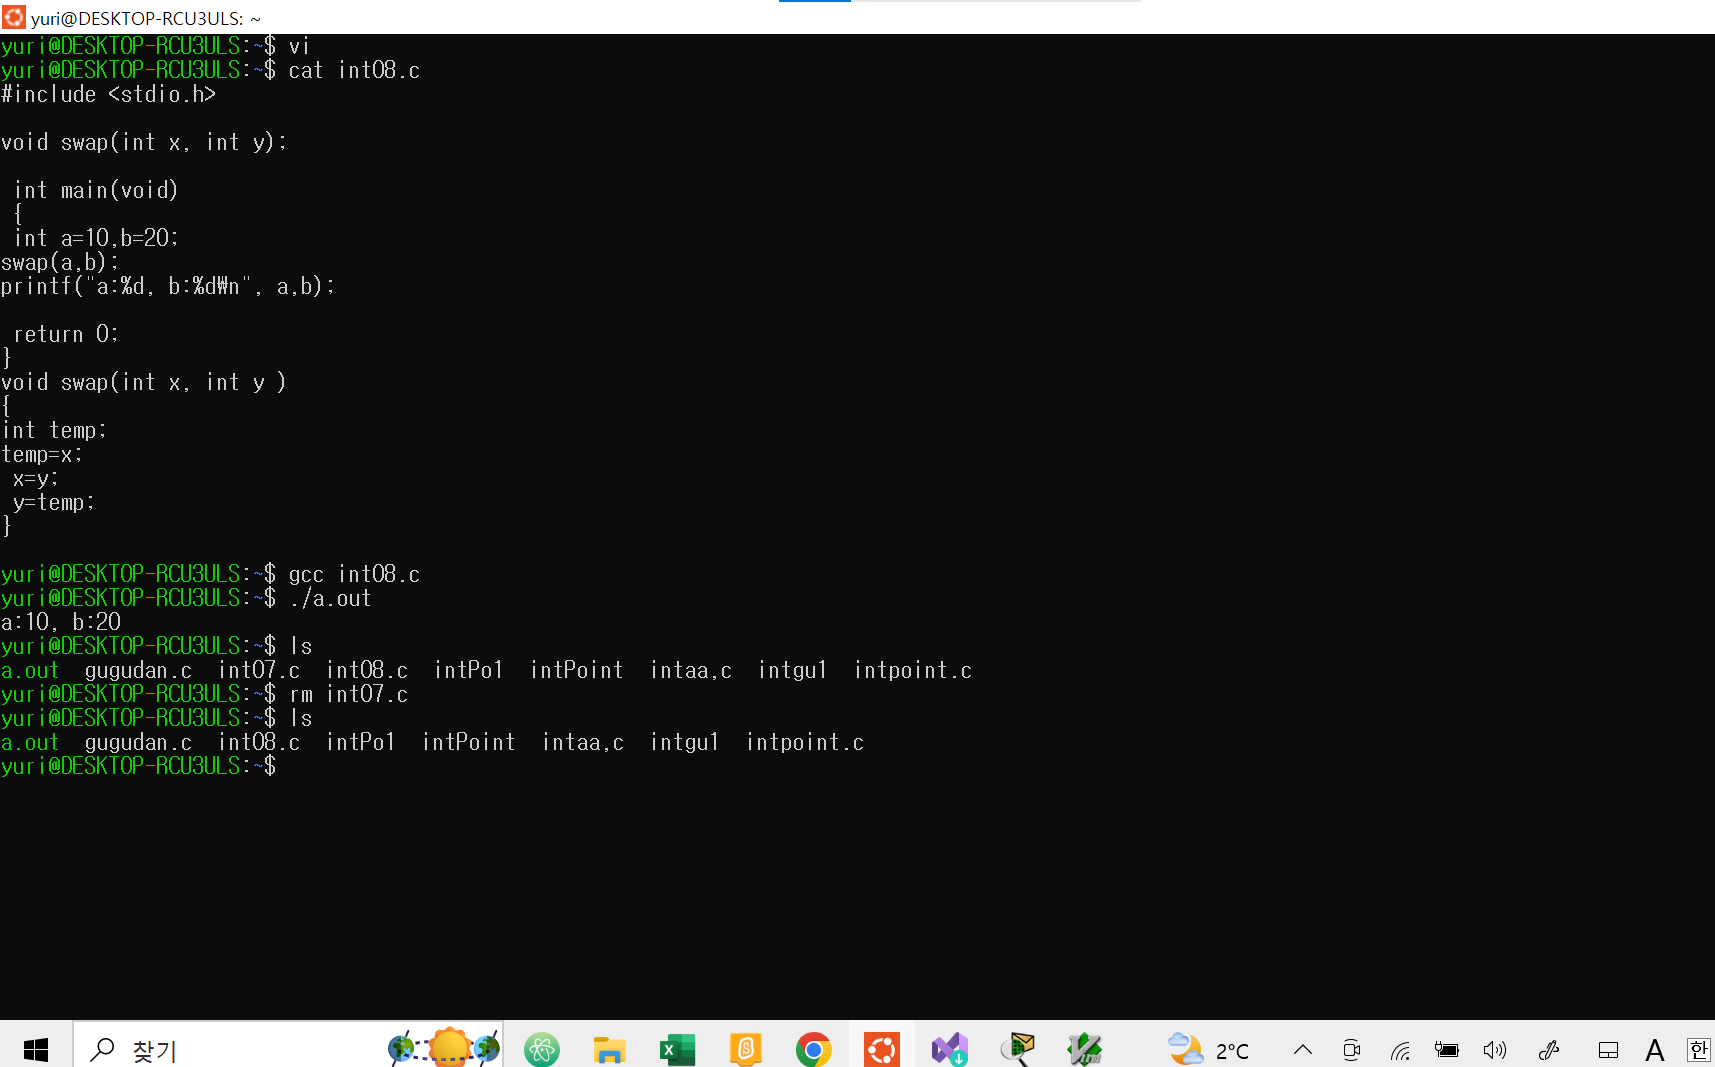 yuri@DESKTOP-RCU3ULS: ~
yuri@DESKTOP-RCU3ULS:~$ vi
yuri@DESKTOP-RCU3ULS:~$ cat int08.c
#include <stdio.h>
void swap(int x, int y);
int main(void)
{
int a=10,b=20;
swap(a,b);
printf("a:%d, b:%d₩n", a,b);
return 0;
}
void swap(int x, int y )
{
int temp;
temp=x;
x=y;
y=temp;
}
yuri@DESKTOP-RCU3ULS:~$ gcc int08.c
yuri@DESKTOP-RCU3ULS:~$ ./a.out
a:10, b:20
yuri@DESKTOP-RCU3ULS:~$ ls
a.out  gugudan.c  int07.c  int08.c  intPo1  intPoint  intaa,c  intgu1  intpoint.c
yuri@DESKTOP-RCU3ULS:~$ rm int07.c
yuri@DESKTOP-RCU3ULS:~$ ls
a.out  gugudan.c  int08.c  intPo1  intPoint  intaa,c  intgu1  intpoint.c
yuri@DESKTOP-RCU3ULS:~$
찾기 2°C A 한